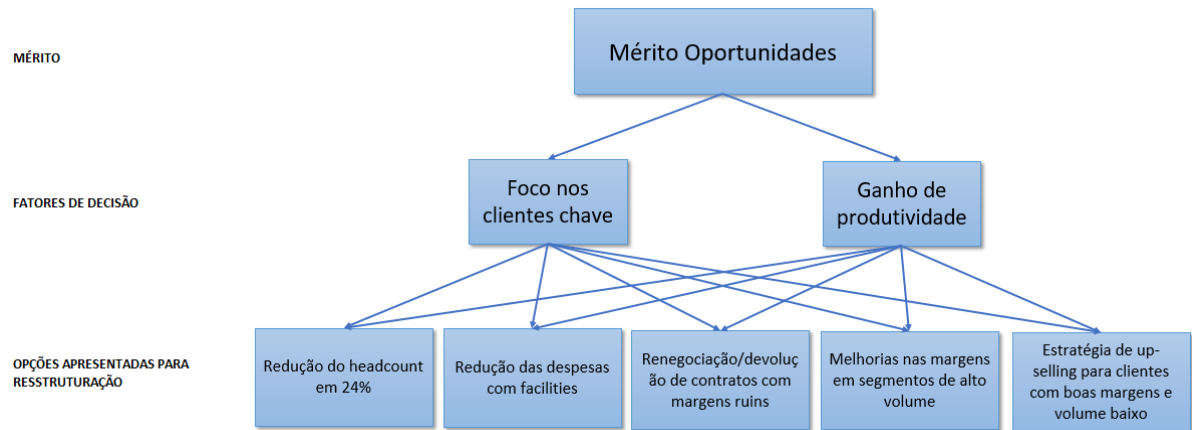 MÉRITO
Mérito Oportunidades
FATORES DE DECISÃO
Foco nos
clientes chave
Ganho de
produtividade
OPÇÕES APRESENTADAS PARA
RESSTRUTURAÇÃO
Redução do headcount
em 24%
Redução das despesas
com facilities
Renegociação/devoluç
ão de contratos com
margens ruins
Melhorias nas margens
em segmentos de alto
volume
Estratégia de up-
selling para clientes
com boas margens e
volume baixo